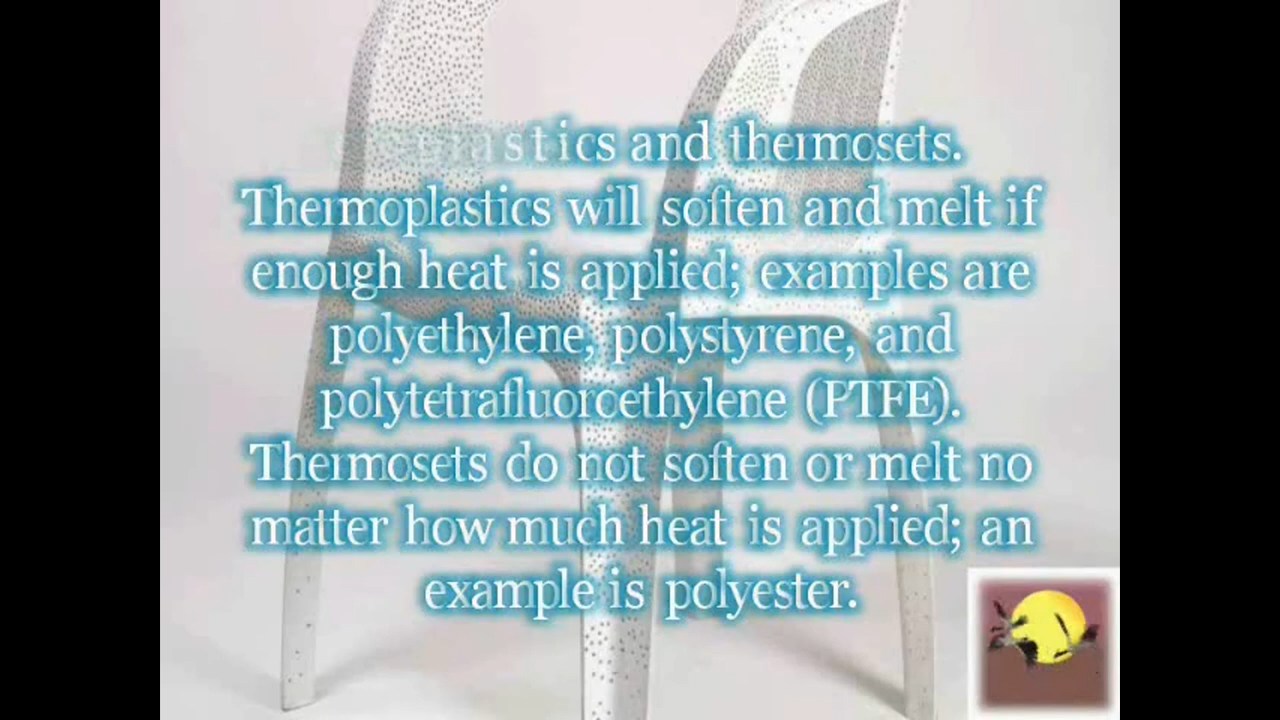 and thermosets.
Thermoplastics will soften and melt if
enough heat is applied; examples are
polyethylene, polystyrene, and
polytetrafluoroethylene (PTFE).
Thermosets do not soften or melt no
matter how much heat is applied; an
example is polyester.